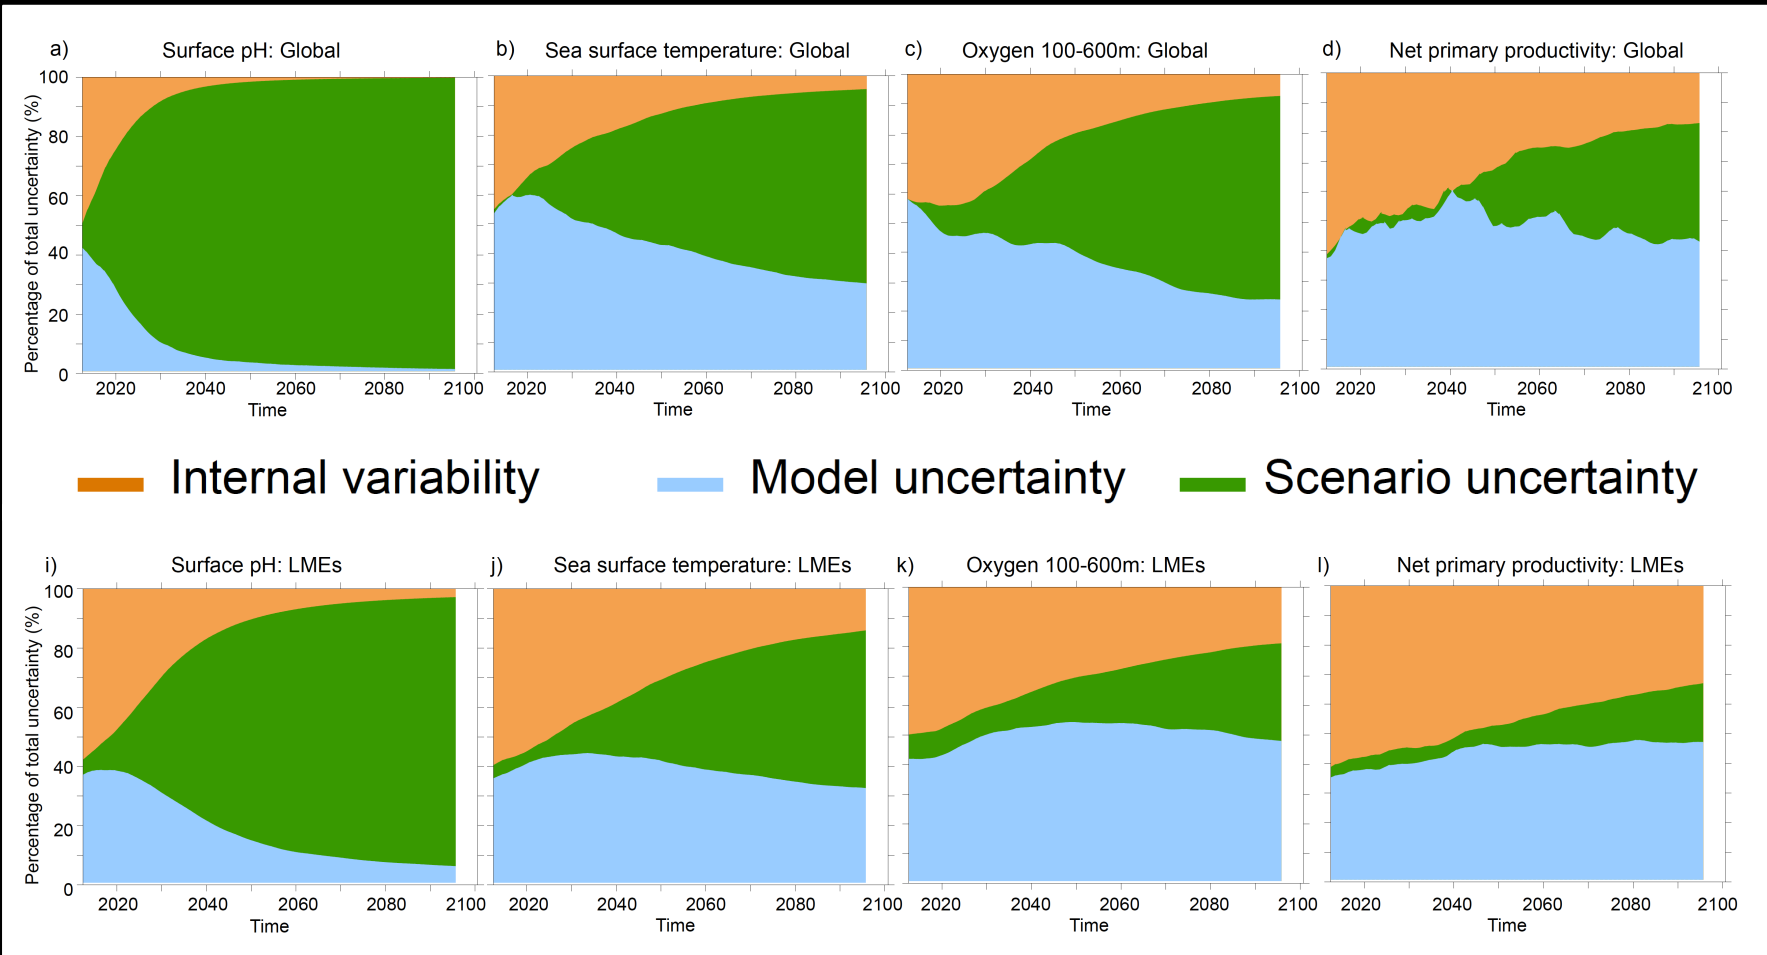 a) Surface pH: Global
b) Sea surface temperature: Global
c) Oxygen 100-600m: Global
d) Net primary productivity: Global
Percentage of total uncertainty (%)
100
80
60
40
20
0
2020 2040 2060 2080 2100
2020 2040 2060 2080 2100
2020 2040 2060 2080 2100
2020 2040 2060 2080 2100
Time
Time
Time
Time
Internal variability
Model uncertainty
Scenario uncertainty
i) Surface pH: LMEs
j) Sea surface temperature: LMEs
k) Oxygen 100-600m: LMEs
l) Net primary productivity: LMEs
Percentage of total uncertainty (%)
100
80
60
40
20
0
2020 2040 2060 2080 2100
2020 2040 2060 2080 2100
2020 2040 2060 2080 2100
2020 2040 2060 2080 2100
Time
Time
Time
Time